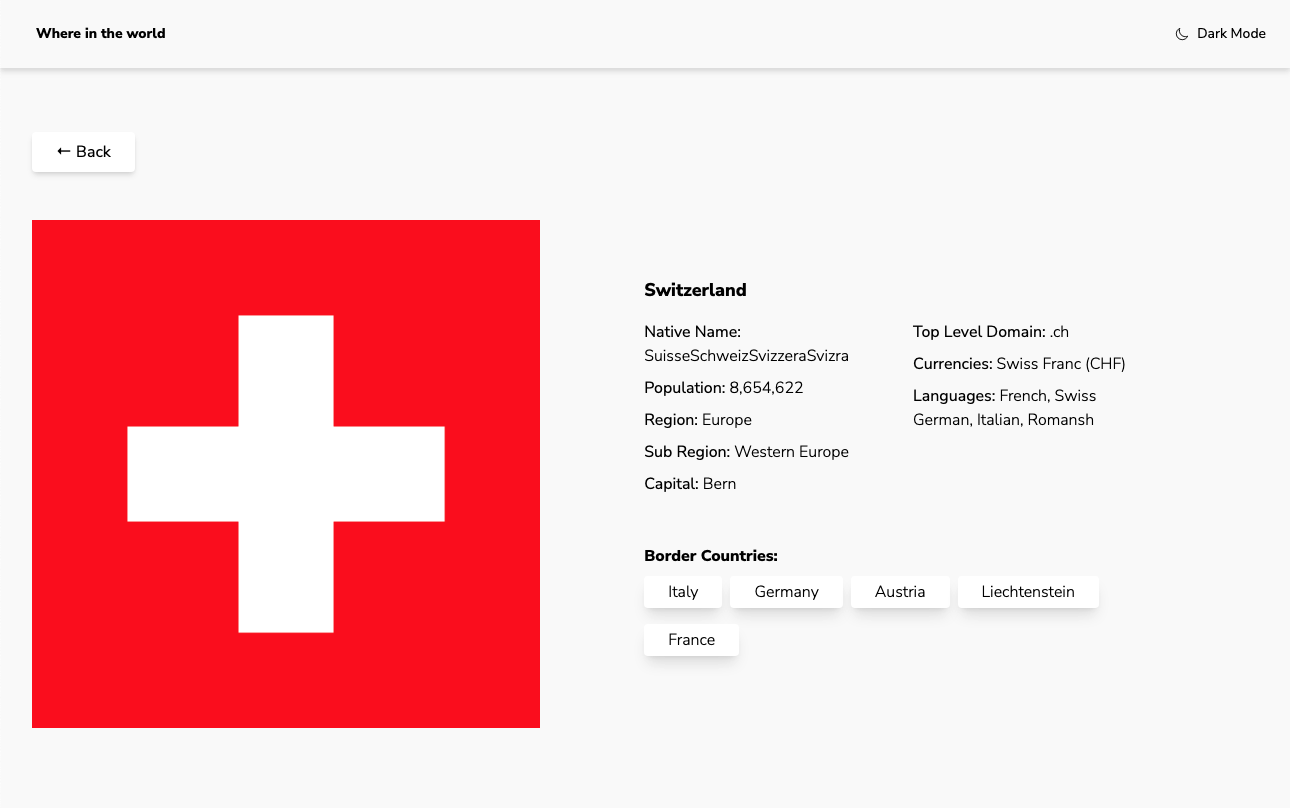 Where in the world
Dark Mode
← Back
Switzerland
Native Name:
SuisseSchweizSvizzeraSvizra
Population: 8,654,622
Region: Europe
Sub Region: Western Europe
Capital: Bern
Top Level Domain: .ch
Currencies: Swiss Franc (CHF)
Languages: French, Swiss
German, Italian, Romansh
Border Countries:
Italy Germany Austria Liechtenstein
France